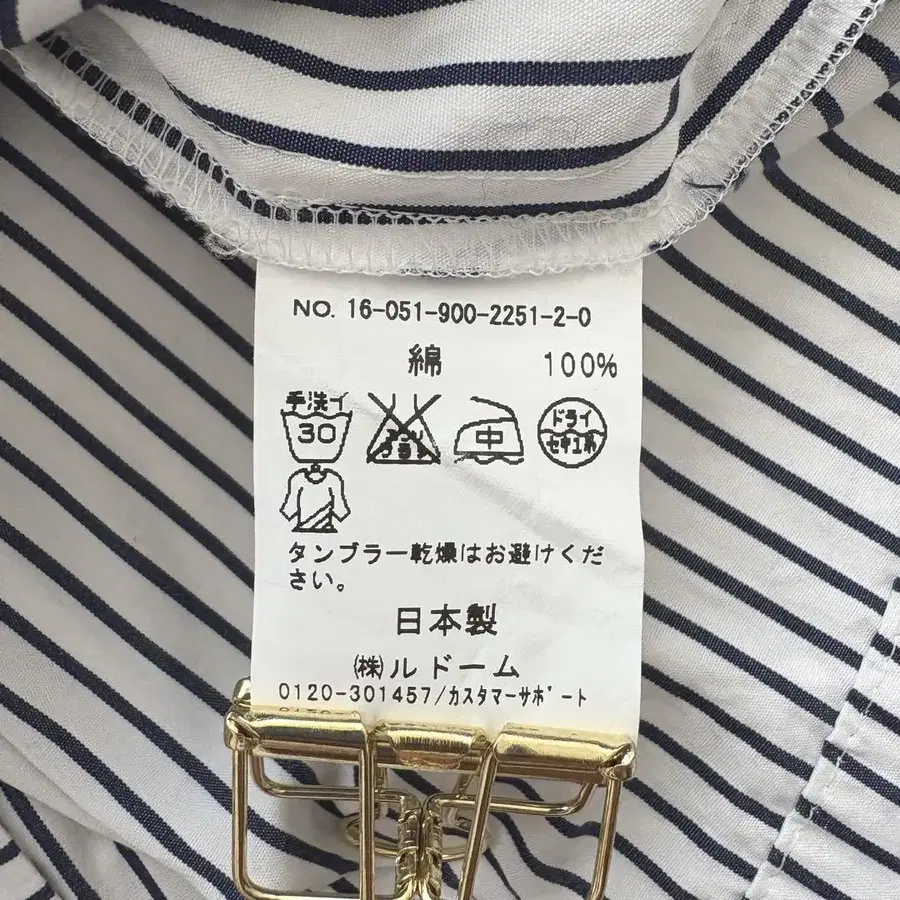 NO. 16-051-900-2251-2-0
綿 100%
手洗イ
30
中
ドライ
セキユ系
タンブラー乾燥はお避けくだ
さい。
日本製
㈱ルドーム
0120-301457/カスタマーサポート